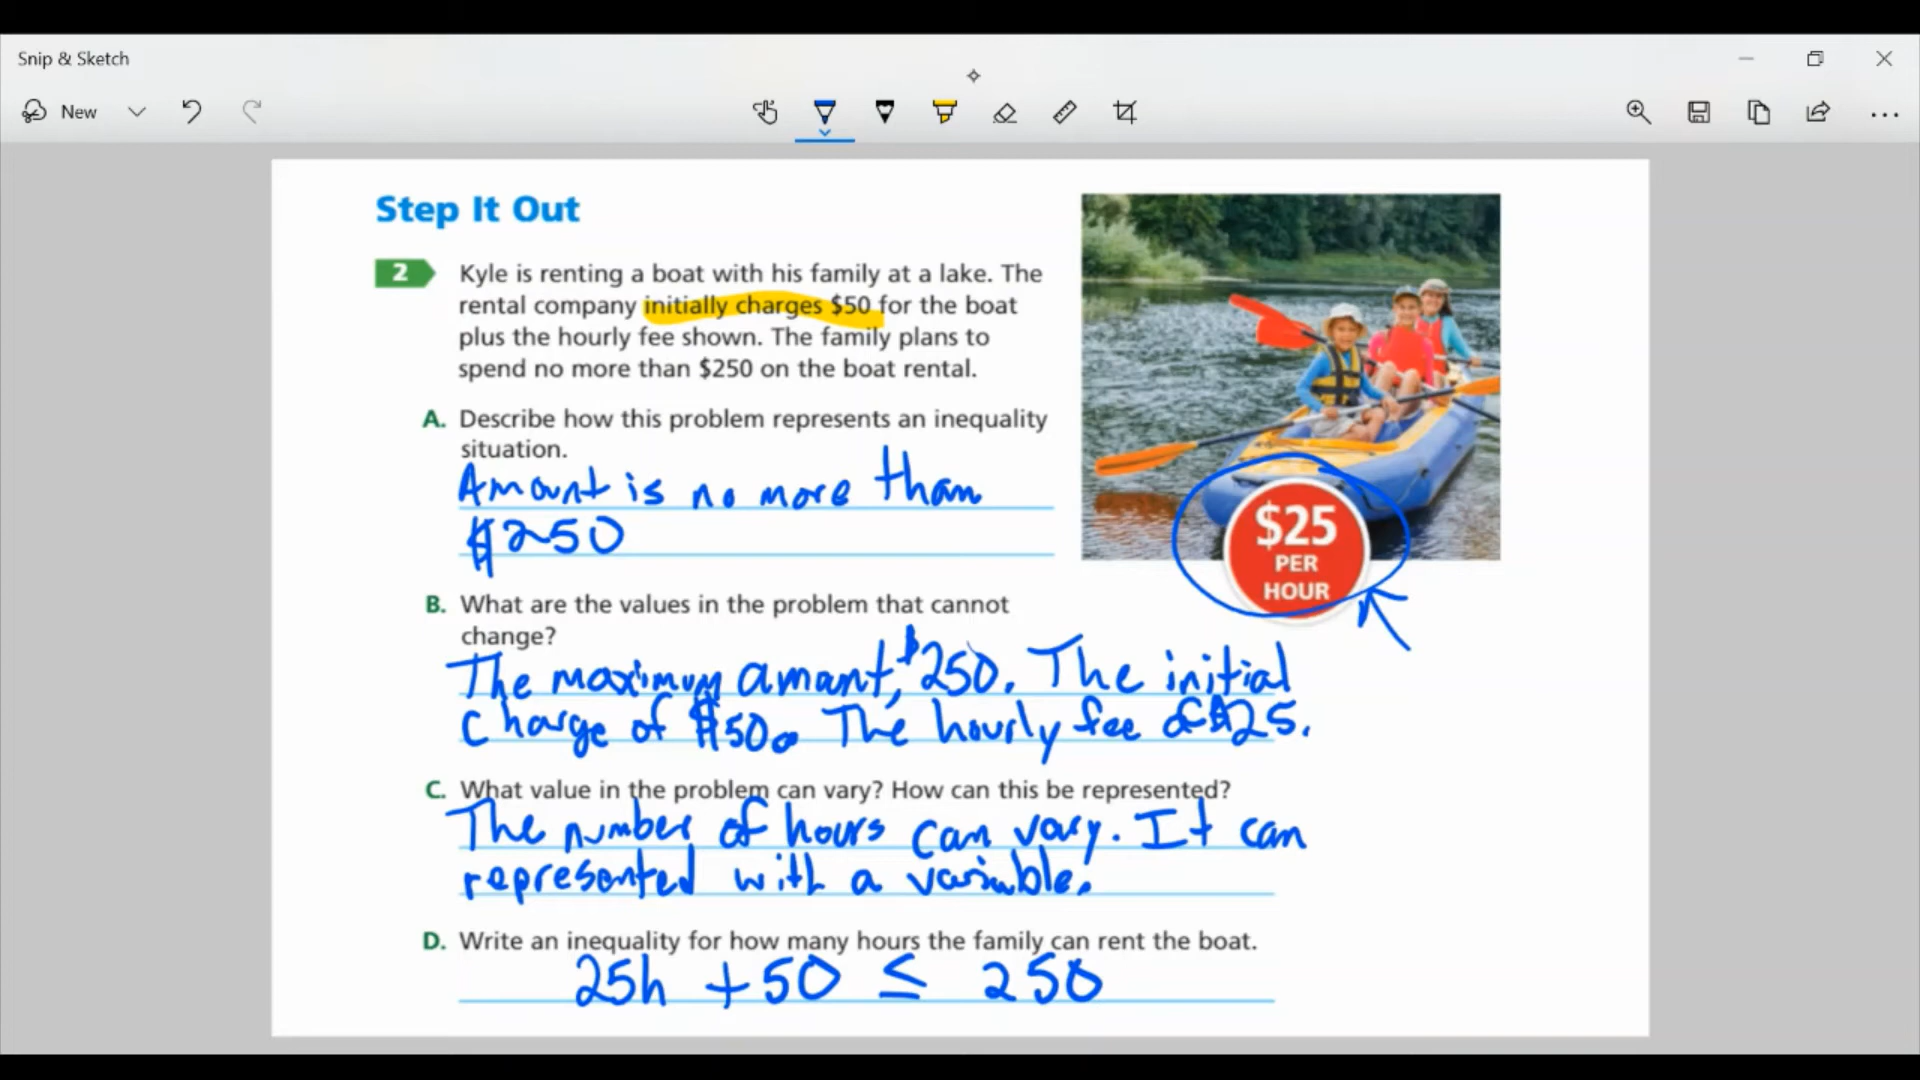 Snip & Sketch
New
Step It Out
2 Kyle is renting a boat with his family at a lake. The
rental company initially charges $50 for the boat
plus the hourly fee shown. The family plans to
spend no more than $250 on the boat rental.
A. Describe how this problem represents an inequality
situation.
Amount is no more than
$250
$25
PER
HOUR
B. What are the values in the problem that cannot
change?
The maximum amount, $250. The initial
charge of $50. The hourly fee of $25.
C. What value in the problem can vary? How can this be represented?
The number of hours can vary. It can
represented with a variable.
D. Write an inequality for how many hours the family can rent the boat.
25h + 50 ≤ 250